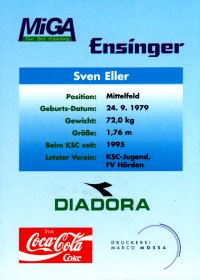 MiGA
Ensinger
Sven Eller
Position: Mittelfeld
Geburts-Datum: 24. 9. 1979
Gewicht: 72,0 kg
Größe: 1,76 m
Beim KSC seit: 1995
Letzter Verein: KSC-Jugend,
FV Hörden
DIADORA
Trink
Coca-Cola
Coke
DRUCKEREI
MARCO MOSSA